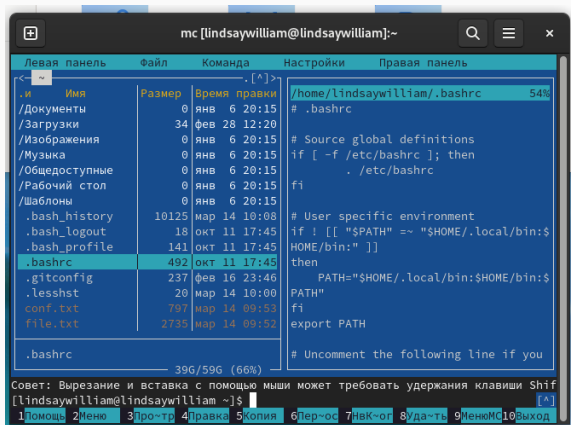 mc [lindsaywilliam@lindsaywilliam]:~
Левая панель Файл Команда Настройки Правая панель
<- ~ .[^]>
.и Имя Размер Время правки
/Документы 0 янв 6 20:15
/Загрузки 34 фев 28 12:20
/Изображения 0 янв 6 20:15
/Музыка 0 янв 6 20:15
/Общедоступные 0 янв 6 20:15
/Рабочий стол 0 янв 6 20:15
/Шаблоны 0 янв 6 20:15
.bash_history 10125 мар 14 10:08
.bash_logout 18 окт 11 17:45
.bash_profile 141 окт 11 17:45
.bashrc 492 окт 11 17:45
.gitconfig 237 фев 16 23:46
.lesshst 20 мар 14 10:00
conf.txt 797 мар 14 09:53
file.txt 2735 мар 14 09:52
.bashrc
39G/59G (66%)
/home/lindsaywilliam/.bashrc 54%
# .bashrc
# Source global definitions
if [ -f /etc/bashrc ]; then
. /etc/bashrc
fi
# User specific environment
if ! [[ "$PATH" =~ "$HOME/.local/bin:$
HOME/bin:" ]]
then
PATH="$HOME/.local/bin:$HOME/bin:$
PATH"
fi
export PATH
# Uncomment the following line if you
Совет: Вырезание и вставка с помощью мыши может требовать удержания клавиши Shif
[lindsaywilliam@lindsaywilliam ~]$ [^]
1Помощь 2Меню 3Про~тр 4Правка 5Копия 6Пер~ос 7НвК~ог 8Уда~ть 9МенюМС 10Выход